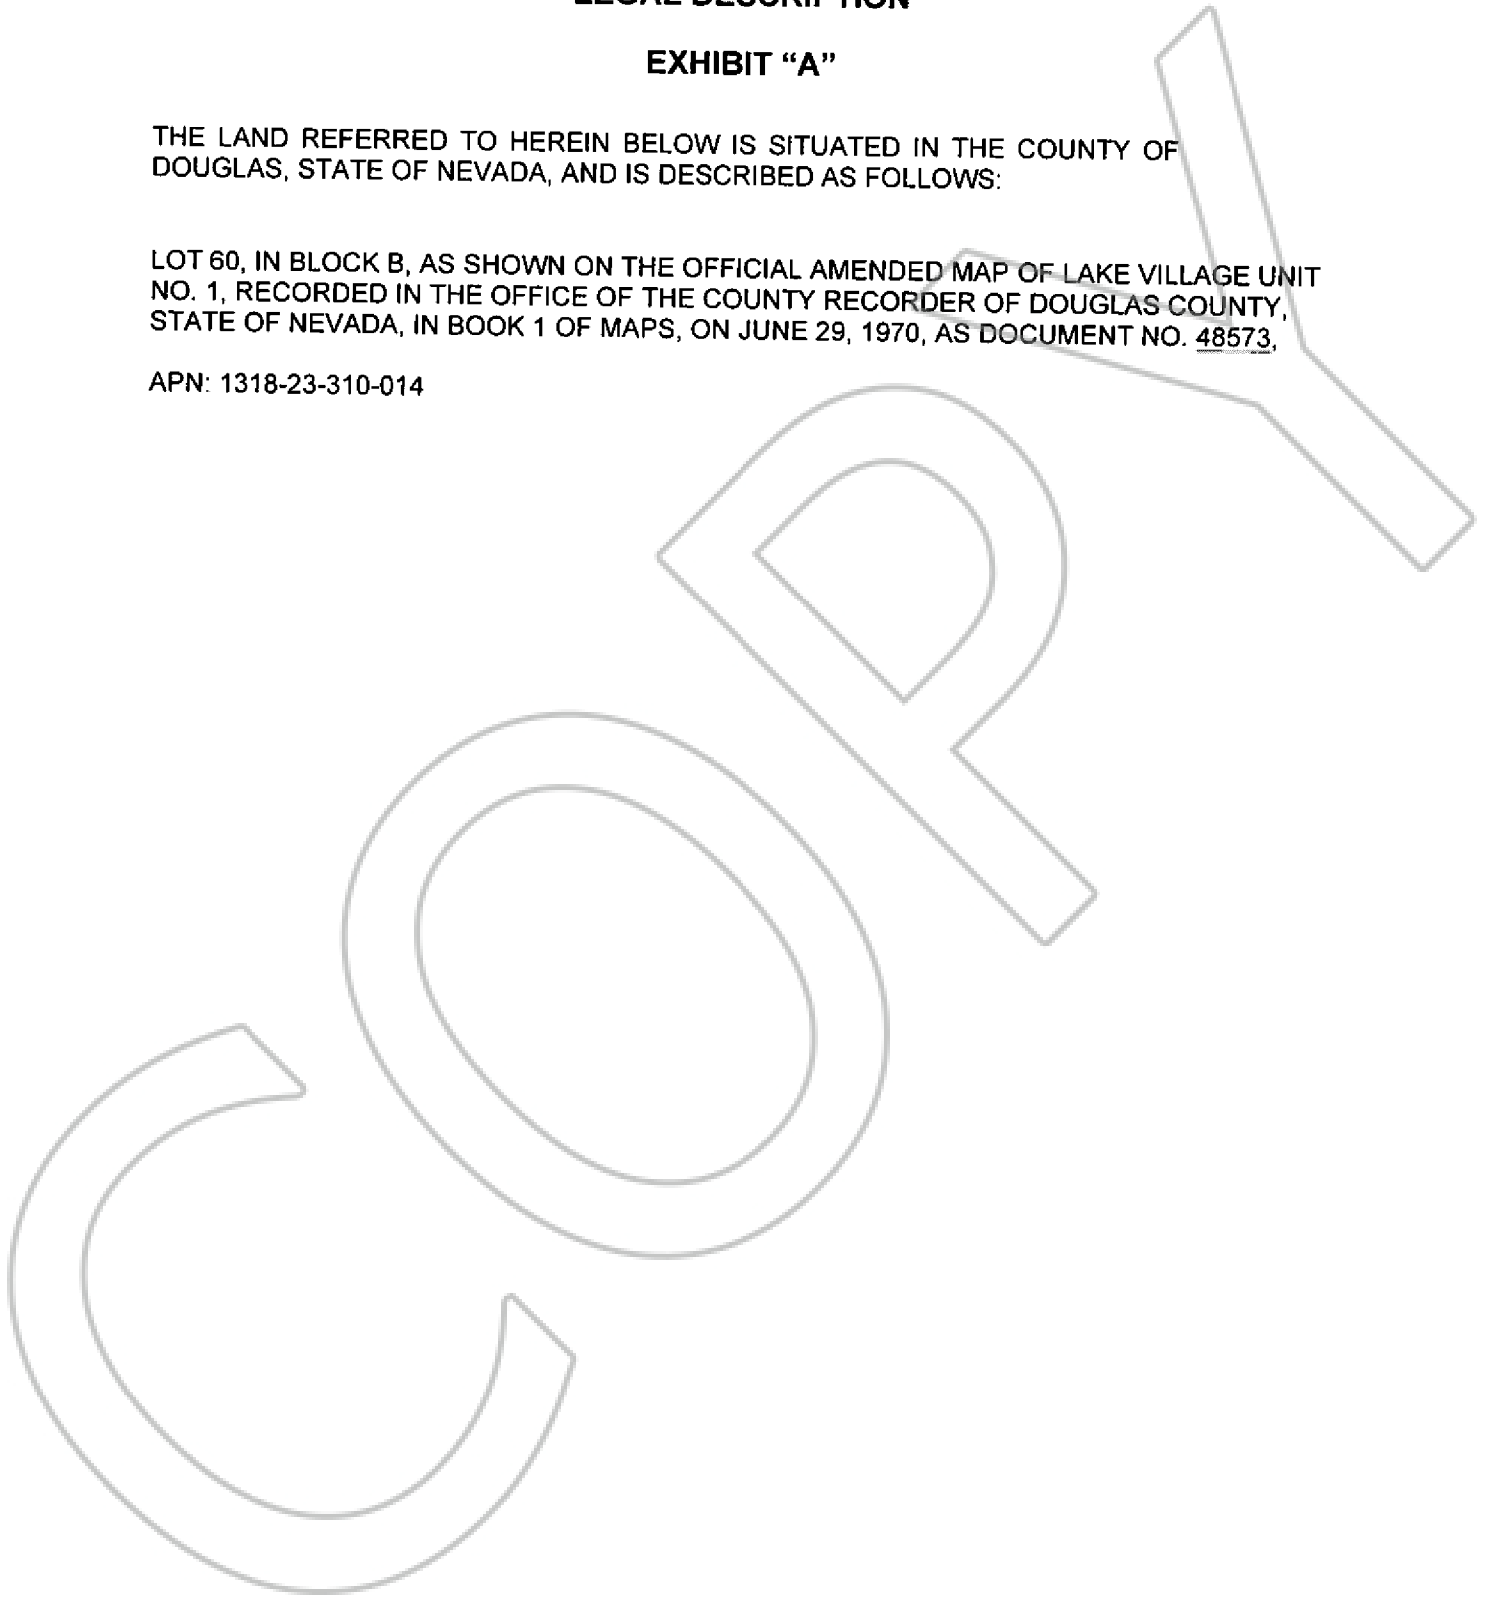 LEGAL DESCRIPTION
EXHIBIT “A”
THE LAND REFERRED TO HEREIN BELOW IS SITUATED IN THE COUNTY OF
DOUGLAS, STATE OF NEVADA, AND IS DESCRIBED AS FOLLOWS:
LOT 60, IN BLOCK B, AS SHOWN ON THE OFFICIAL AMENDED MAP OF LAKE VILLAGE UNIT
NO. 1, RECORDED IN THE OFFICE OF THE COUNTY RECORDER OF DOUGLAS COUNTY,
STATE OF NEVADA, IN BOOK 1 OF MAPS, ON JUNE 29, 1970, AS DOCUMENT NO. 48573,
APN: 1318-23-310-014
COPY